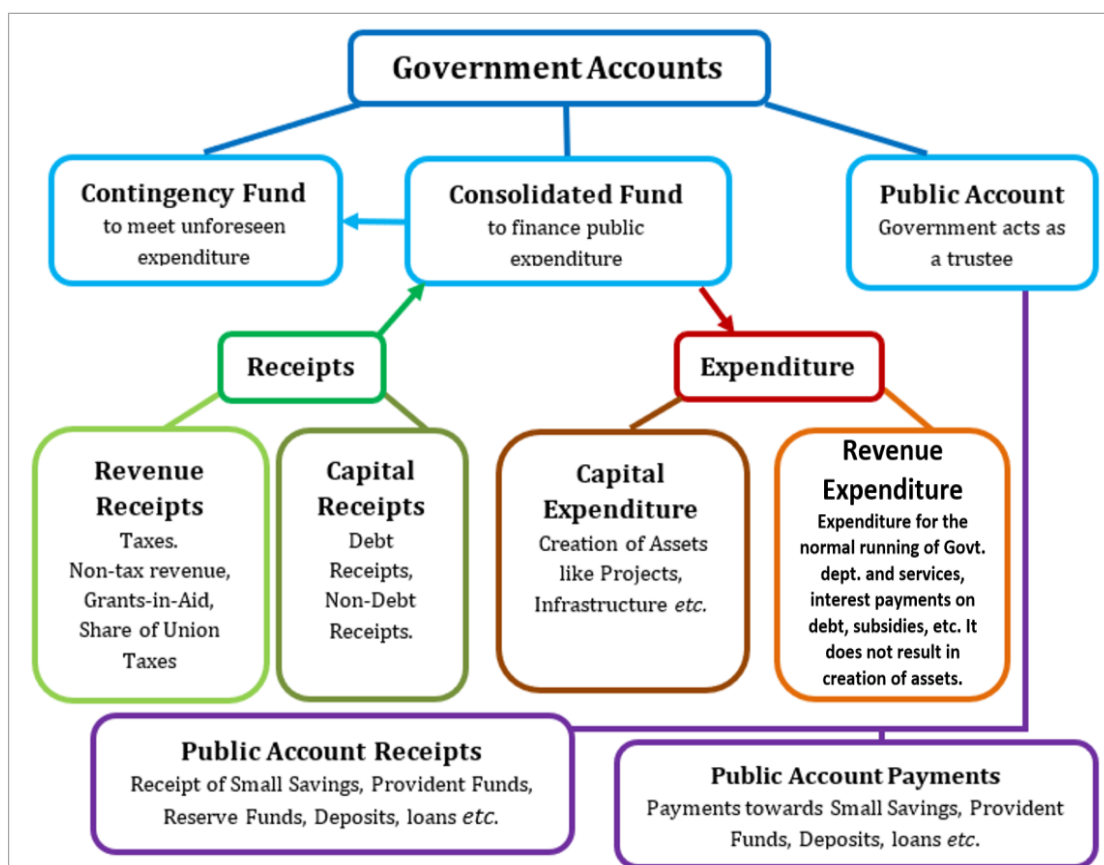 Government Accounts
Contingency Fund
to meet unforeseen
expenditure
Consolidated Fund
to finance public
expenditure
Public Account
Government acts as
a trustee
Receipts
Expenditure
Revenue
Receipts
Taxes.
Non-tax revenue,
Grants-in-Aid,
Share of Union
Taxes
Capital
Receipts
Debt
Receipts,
Non-Debt
Receipts.
Capital
Expenditure
Creation of Assets
like Projects,
Infrastructure etc.
Revenue
Expenditure
Expenditure for the
normal running of Govt.
dept. and services,
interest payments on
debt, subsidies, etc. It
does not result in
creation of assets.
Public Account Receipts
Receipt of Small Savings, Provident Funds,
Reserve Funds, Deposits, loans etc.
Public Account Payments
Payments towards Small Savings, Provident
Funds, Deposits, loans etc.